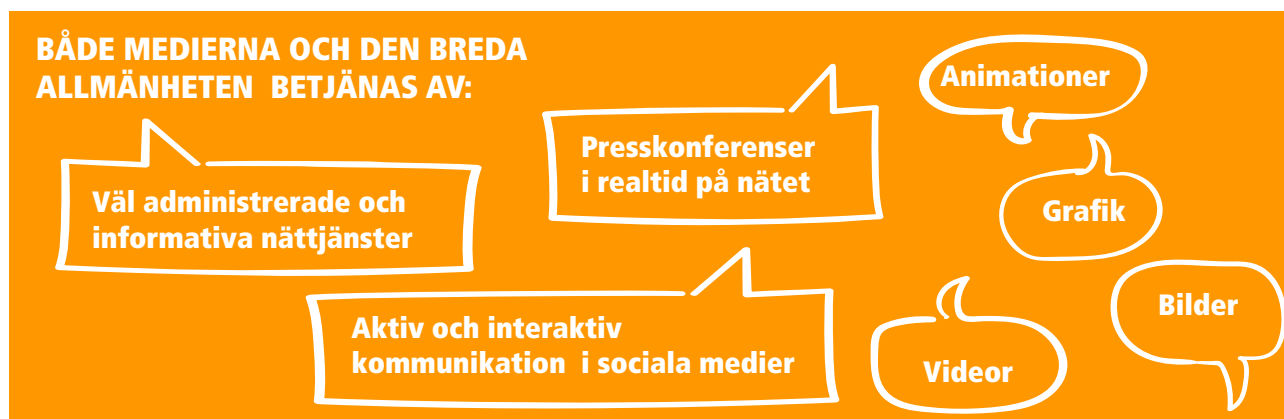 BÅDE MEDIERNA OCH DEN BREDA
ALLMÄNHETEN BETJÄNAS AV:
Väl administrerade och
informativa nättjänster
Presskonferenser
i realtid på nätet
Animationer
Grafik
Aktiv och interaktiv
kommunikation i sociala medier
Videor
Bilder